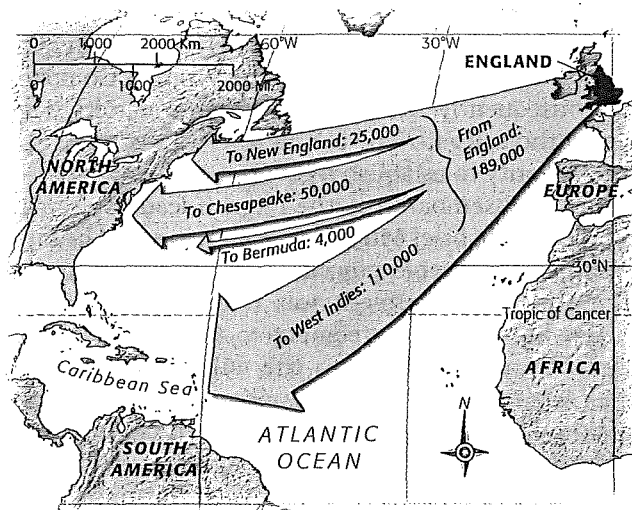 0 1000 2000 Km.
0 1000 2000 Mi.
60°W
30°W
ENGLAND
NORTH
AMERICA
To New England: 25,000
From
England:
189,000
To Chesapeake: 50,000
To Bermuda: 4,000
EUROPE
30°N
To West Indies: 110,000
Tropic of Cancer
Caribbean Sea
AFRICA
N
SOUTH
AMERICA
ATLANTIC
OCEAN